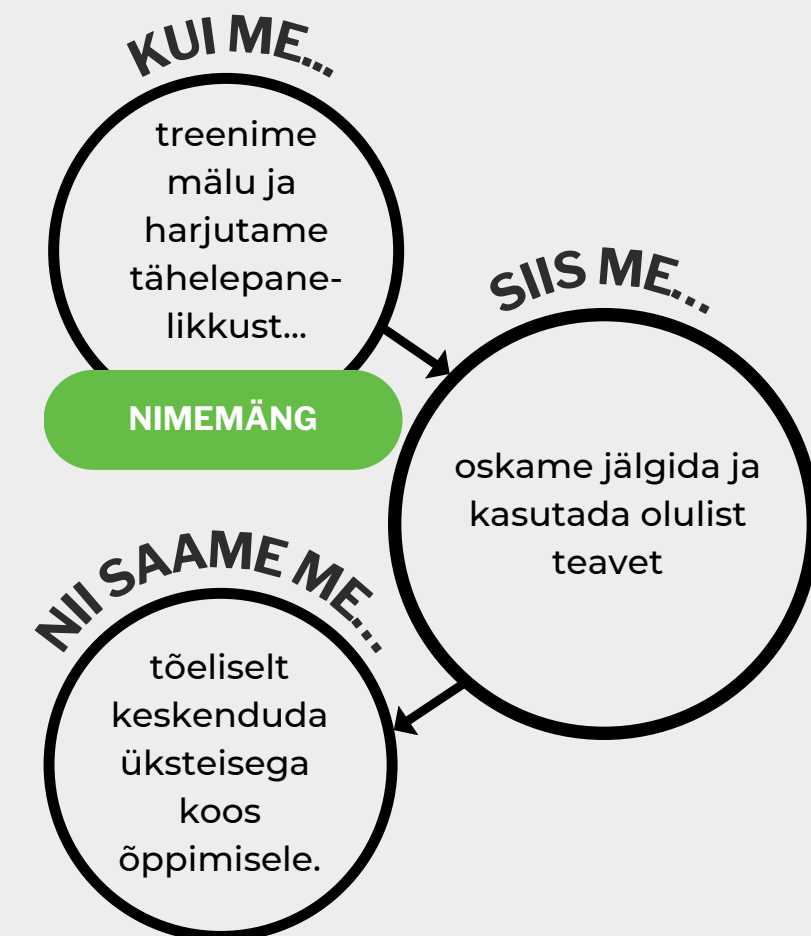 KUI ME...
treenime
mälu ja
harjutame
tähelepane-
likkust...
NIMEMÄNG
SIIS ME...
oskame jälgida ja
kasutada olulist
teavet
NII SAAME ME...
tõeliselt
keskenduda
üksteisega
koos
õppimisele.